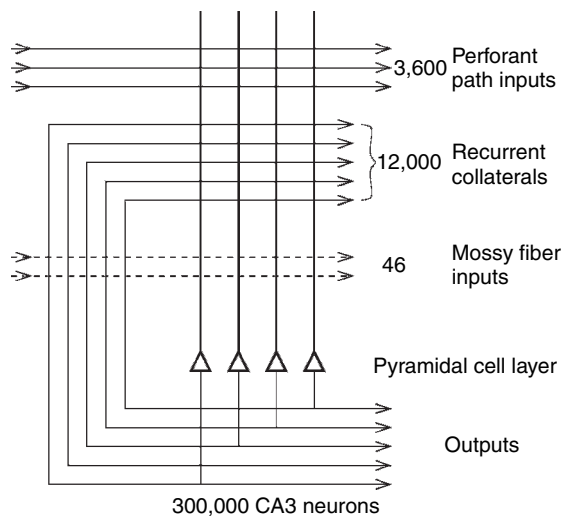 3,600 Perforant
path inputs
12,000 Recurrent
collaterals
46 Mossy fiber
inputs
Pyramidal cell layer
Outputs
300,000 CA3 neurons